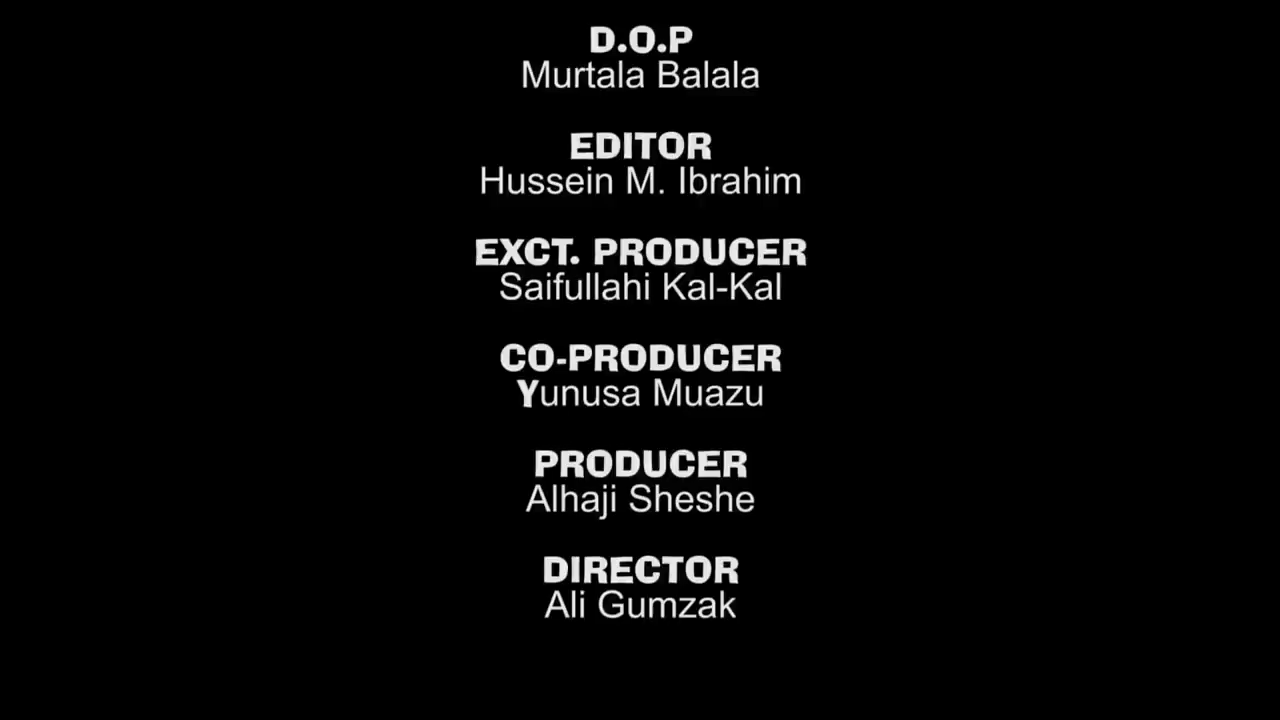 D.O.P
Murtala Balala
EDITOR
Hussein M. Ibrahim
EXCT. PRODUCER
Saifullahi Kal-Kal
CO-PRODUCER
Yunusa Muazu
PRODUCER
Alhaji Sheshe
DIRECTOR
Ali Gumzak